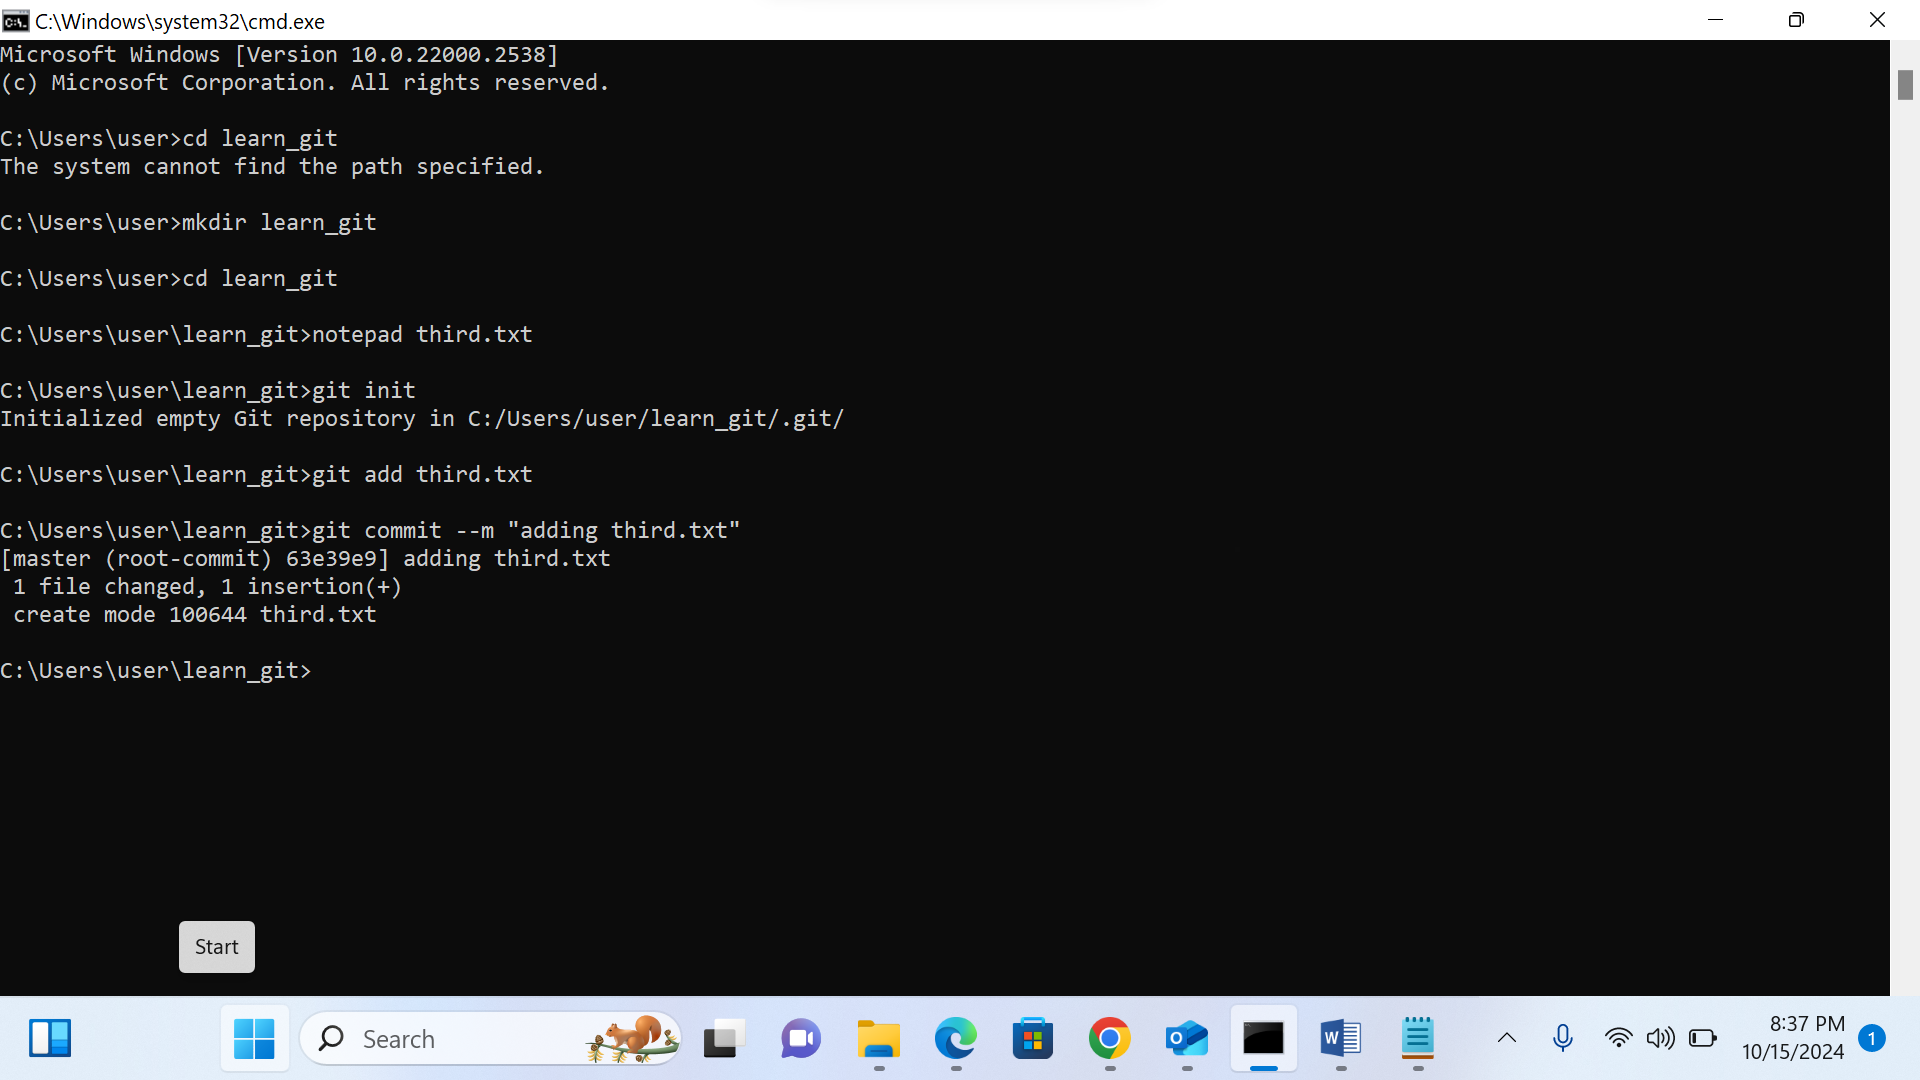 C:\Windows\system32\cmd.exe
Microsoft Windows [Version 10.0.22000.2538]
(c) Microsoft Corporation. All rights reserved.
C:\Users\user>cd learn_git
The system cannot find the path specified.
C:\Users\user>mkdir learn_git
C:\Users\user>cd learn_git
C:\Users\user\learn_git>notepad third.txt
C:\Users\user\learn_git>git init
Initialized empty Git repository in C:/Users/user/learn_git/.git/
C:\Users\user\learn_git>git add third.txt
C:\Users\user\learn_git>git commit --m "adding third.txt"
[master (root-commit) 63e39e9] adding third.txt
 1 file changed, 1 insertion(+)
 create mode 100644 third.txt
C:\Users\user\learn_git>
Start
Search
8:37 PM
10/15/2024
1